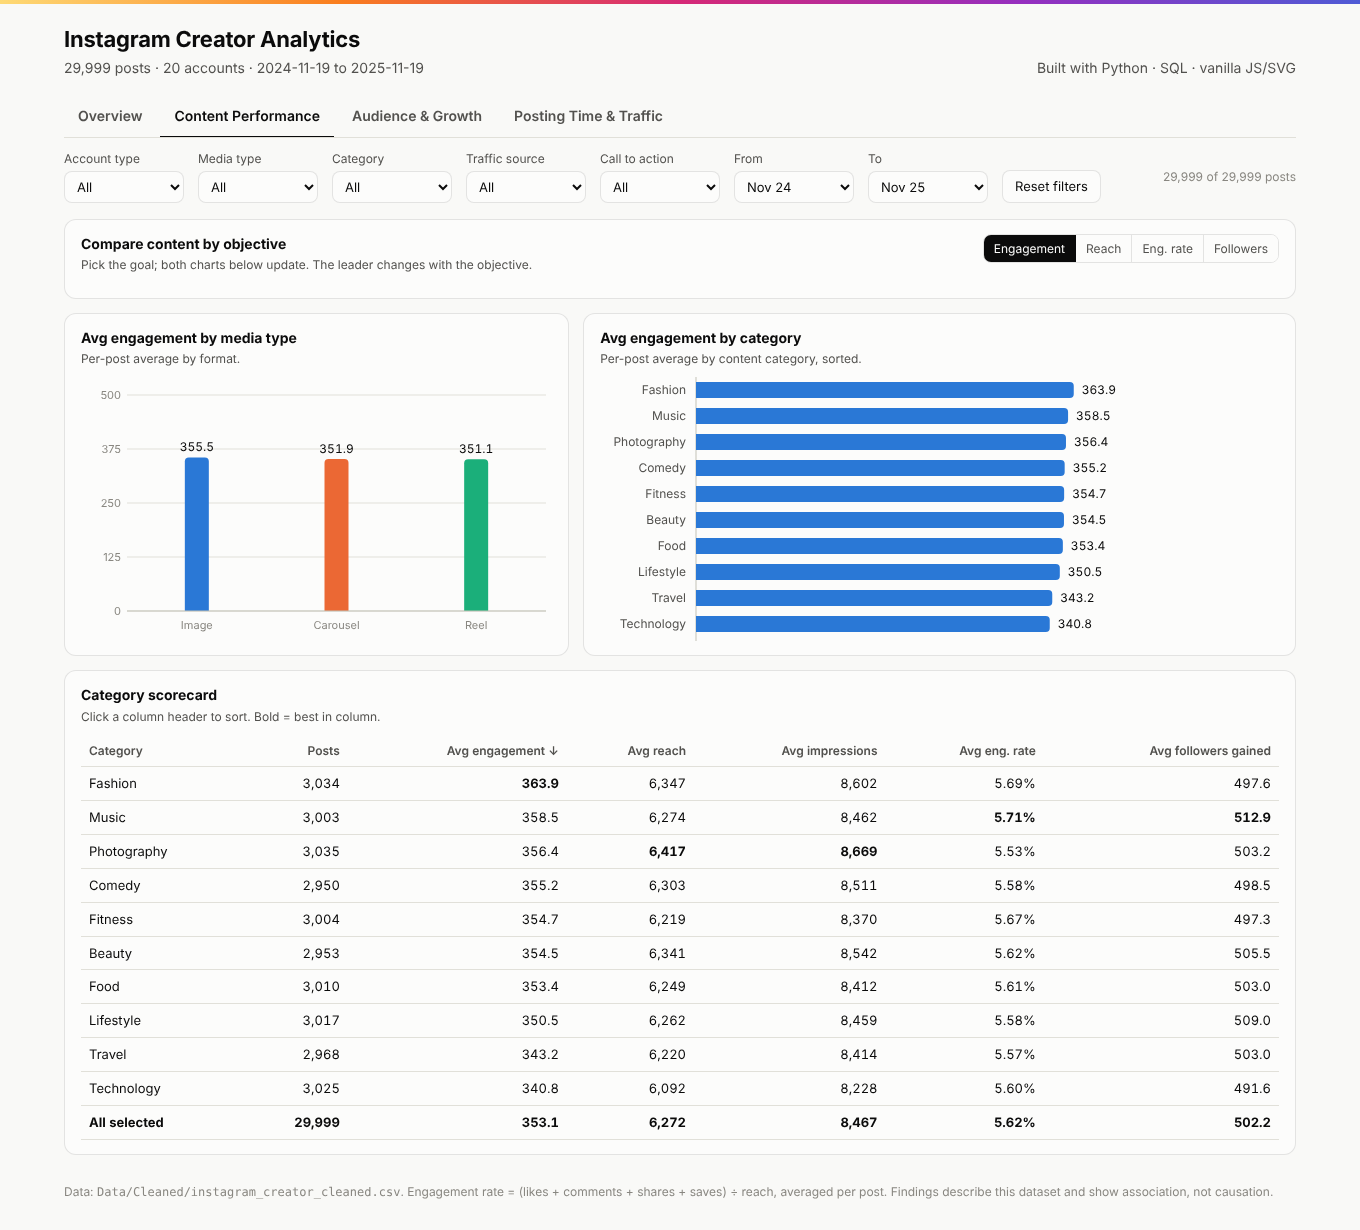 Instagram Creator Analytics
29,999 posts · 20 accounts · 2024-11-19 to 2025-11-19
Built with Python · SQL · vanilla JS/SVG
Overview Content Performance Audience & Growth Posting Time & Traffic
Account type Media type Category Traffic source Call to action From To
All All All All All Nov 24 Nov 25 Reset filters
29,999 of 29,999 posts
Compare content by objective
Pick the goal; both charts below update. The leader changes with the objective.
Engagement Reach Eng. rate Followers
Avg engagement by media type
Per-post average by format.
500
375
250
125
0
355.5 351.9 351.1
Image Carousel Reel
Avg engagement by category
Per-post average by content category, sorted.
Fashion 363.9
Music 358.5
Photography 356.4
Comedy 355.2
Fitness 354.7
Beauty 354.5
Food 353.4
Lifestyle 350.5
Travel 343.2
Technology 340.8
Category scorecard
Click a column header to sort. Bold = best in column.
Category Posts Avg engagement ↓ Avg reach Avg impressions Avg eng. rate Avg followers gained
Fashion 3,034 363.9 6,347 8,602 5.69% 497.6
Music 3,003 358.5 6,274 8,462 5.71% 512.9
Photography 3,035 356.4 6,417 8,669 5.53% 503.2
Comedy 2,950 355.2 6,303 8,511 5.58% 498.5
Fitness 3,004 354.7 6,219 8,370 5.67% 497.3
Beauty 2,953 354.5 6,341 8,542 5.62% 505.5
Food 3,010 353.4 6,249 8,412 5.61% 503.0
Lifestyle 3,017 350.5 6,262 8,459 5.58% 509.0
Travel 2,968 343.2 6,220 8,414 5.57% 503.0
Technology 3,025 340.8 6,092 8,228 5.60% 491.6
All selected 29,999 353.1 6,272 8,467 5.62% 502.2
Data: Data/Cleaned/instagram_creator_cleaned.csv. Engagement rate = (likes + comments + shares + saves) ÷ reach, averaged per post. Findings describe this dataset and show association, not causation.